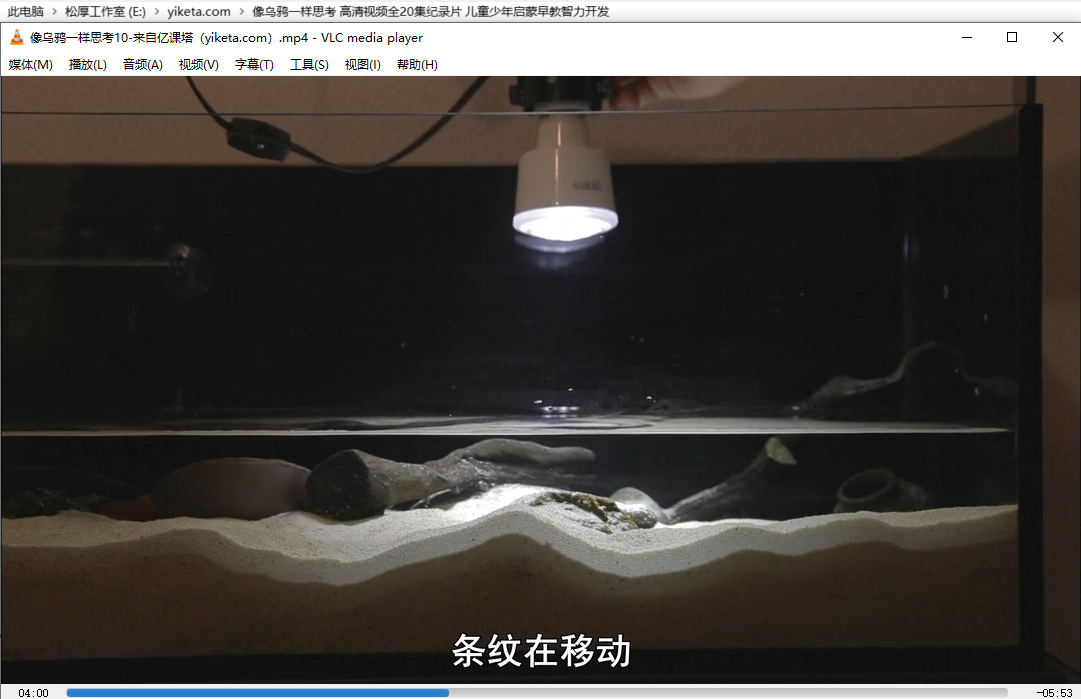 此电脑 > 松厚工作室 (E:) > yiketa.com > 像乌鸦一样思考 高清视频全20集纪录片 儿童少年启蒙早教智力开发
像乌鸦一样思考10-来自亿课塔（yiketa.com）.mp4 - VLC media player
媒体(M) 播放(L) 音频(A) 视频(V) 字幕(T) 工具(S) 视图(I) 帮助(H)
条纹在移动
04:00 -05:53